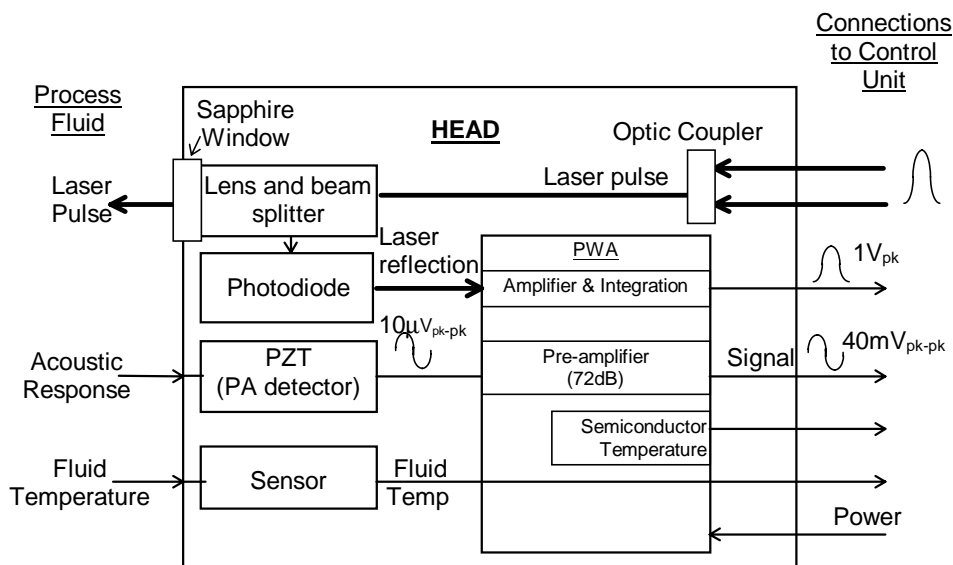 Connections
to Control
Unit
Process
Fluid
Sapphire
Window
HEAD
Optic Coupler
Laser
Pulse
Lens and beam
splitter
Laser pulse
Laser
reflection
PWA
1Vpk
Photodiode
Amplifier & Integration
10μVpk-pk
Acoustic
Response
PZT
(PA detector)
Pre-amplifier
(72dB)
Signal
40mVpk-pk
Semiconductor
Temperature
Fluid
Temperature
Sensor
Fluid
Temp
Power